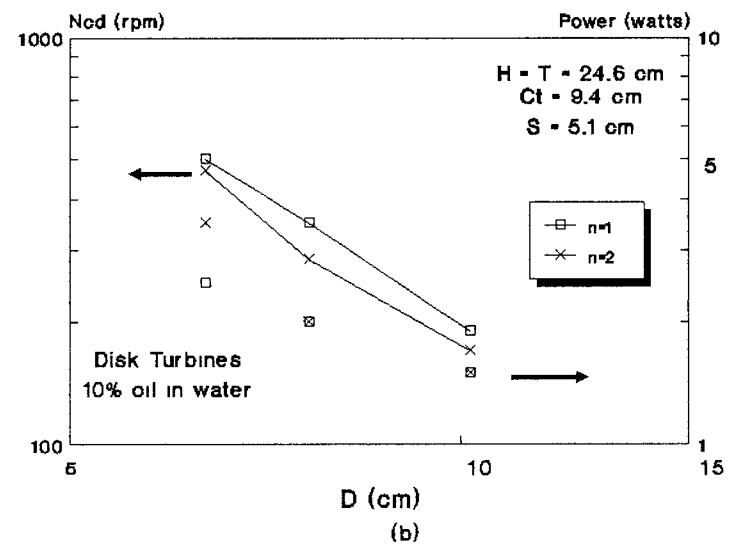 Ncd (rpm)
Power (watts)
1000
10
H = T = 24.6 cm
Ct = 9.4 cm
S = 5.1 cm
5
n=1
n=2
Disk Turbines
10% oil in water
100
1
5
10
15
D (cm)
(b)